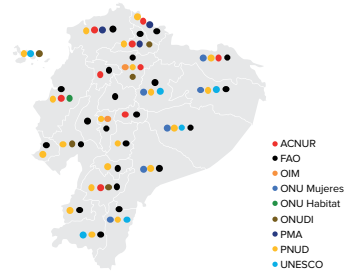 ACNUR
FAO
OIM
ONU Mujeres
ONU Habitat
ONUDI
PMA
PNUD
UNESCO